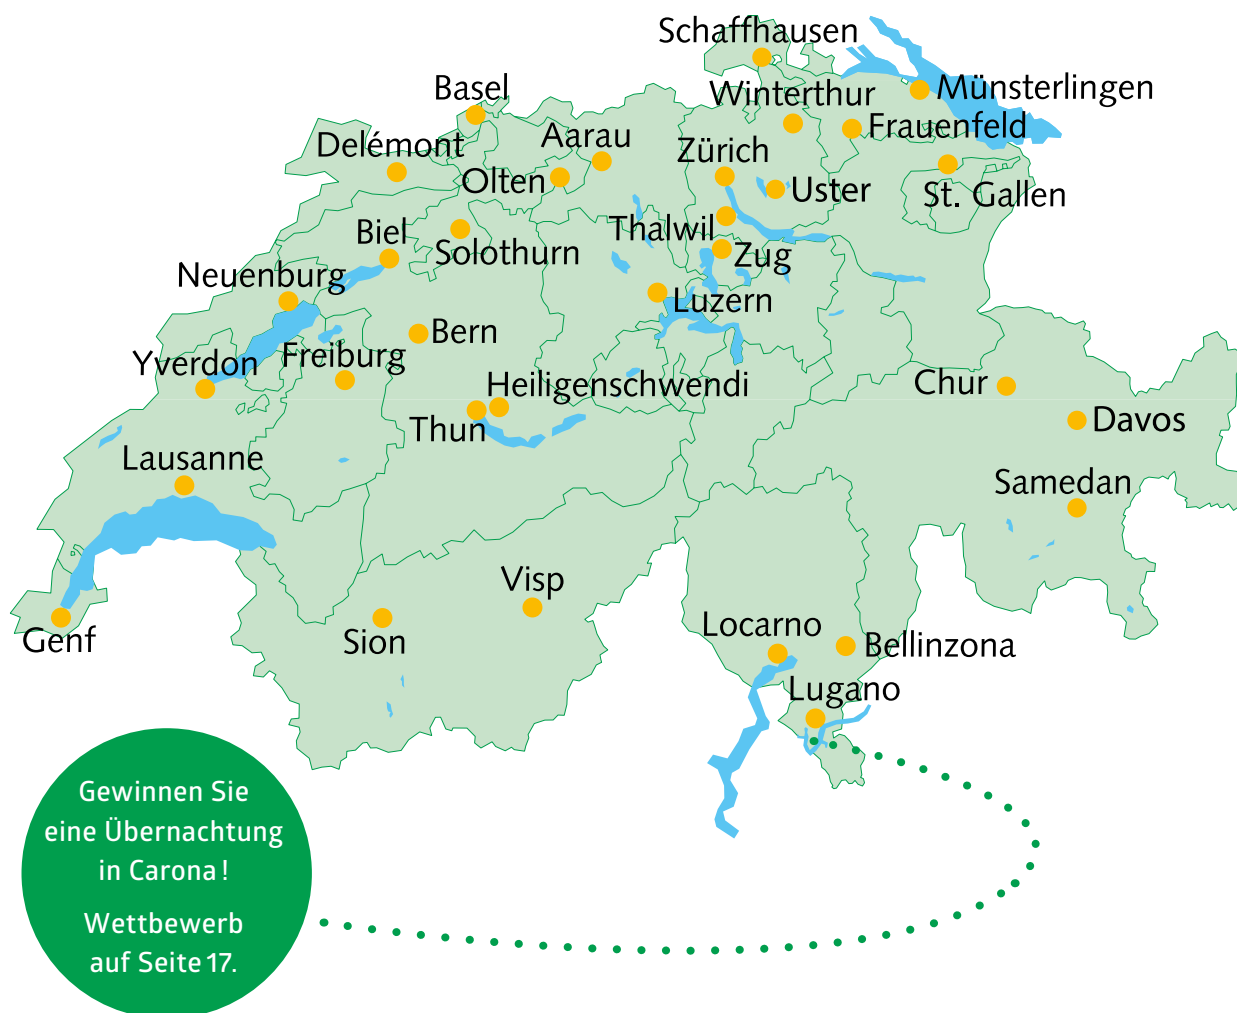 Schaffhausen
Basel
Winterthur
Münsterlingen
Delémont
Aarau
Frauenfeld
Zürich
Olten
Uster
St. Gallen
Biel
Thalwil
Solothurn
Zug
Neuenburg
Luzern
Bern
Yverdon
Freiburg
Heiligenschwendi
Chur
Thun
Davos
Lausanne
Samedan
Visp
Genf
Sion
Locarno
Bellinzona
Lugano
Gewinnen Sie
eine Übernachtung
in Carona!
Wettbewerb
auf Seite 17.